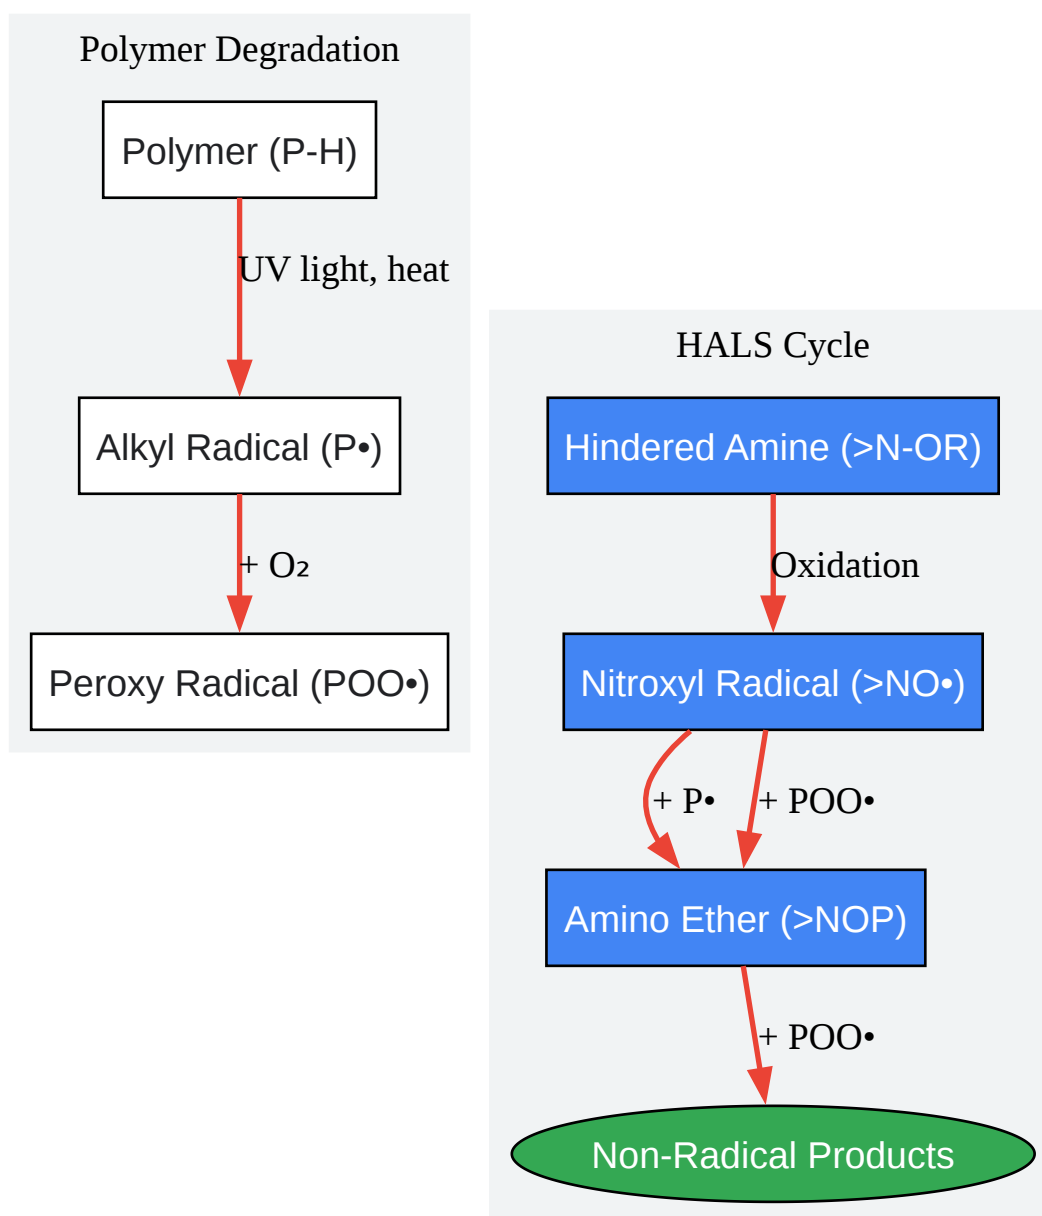 Polymer Degradation
Polymer (P-H)
UV light, heat
Alkyl Radical (P•)
+ O₂
Peroxy Radical (POO•)
HALS Cycle
Hindered Amine (>N-OR)
Oxidation
Nitroxyl Radical (>NO•)
+ P•
+ POO•
Amino Ether (>NOP)
+ POO•
Non-Radical Products